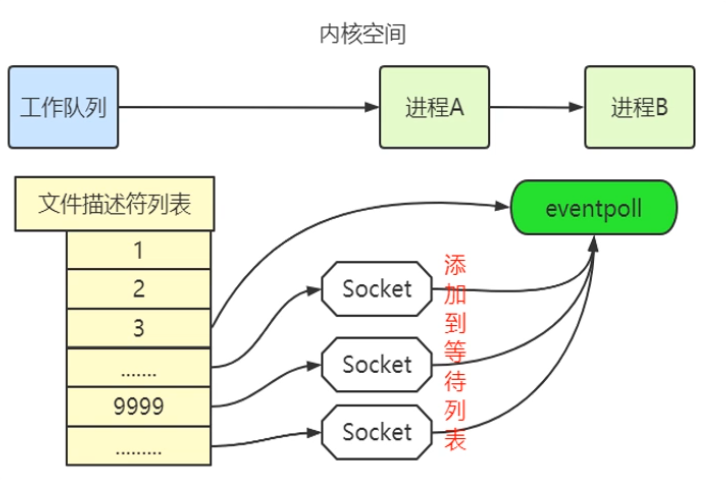 内核空间
工作队列
进程A
进程B
文件描述符列表
eventpoll
1
2
3
.......
9999
.........
Socket
Socket
Socket
添加到等待列表